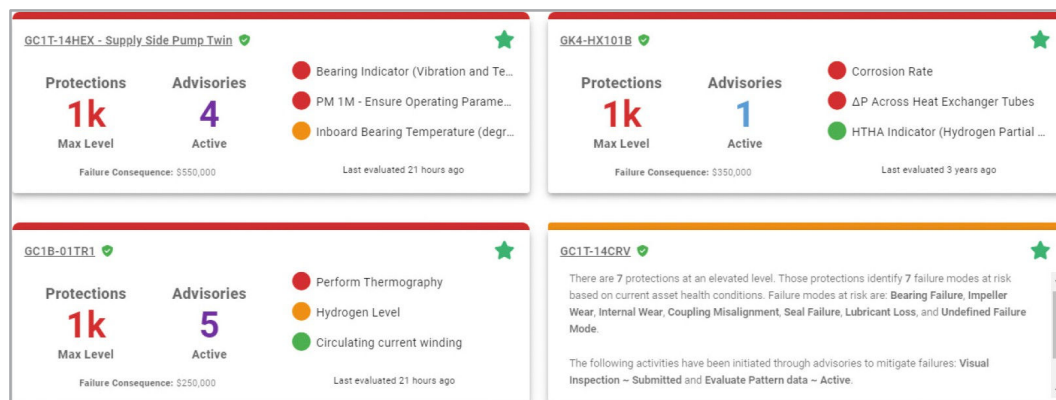 GC1T-14HEX - Supply Side Pump Twin
Protections
1k
Max Level
Advisories
4
Active
Failure Consequence: $550,000
Bearing Indicator (Vibration and Te...
PM 1M - Ensure Operating Parame...
Inboard Bearing Temperature (degr...
Last evaluated 21 hours ago
GK4-HX101B
Protections
1k
Max Level
Advisories
1
Active
Failure Consequence: $350,000
Corrosion Rate
ΔP Across Heat Exchanger Tubes
HTHA Indicator (Hydrogen Partial ...
Last evaluated 3 years ago
GC1B-01TR1
Protections
1k
Max Level
Advisories
5
Active
Failure Consequence: $250,000
Perform Thermography
Hydrogen Level
Circulating current winding
Last evaluated 21 hours ago
GC1T-14CRV
There are 7 protections at an elevated level. Those protections identify 7 failure modes at risk
based on current asset health conditions. Failure modes at risk are: Bearing Failure, Impeller
Wear, Internal Wear, Coupling Misalignment, Seal Failure, Lubricant Loss, and Undefined Failure
Mode.
The following activities have been initiated through advisories to mitigate failures: Visual
Inspection ~ Submitted and Evaluate Pattern data ~ Active.